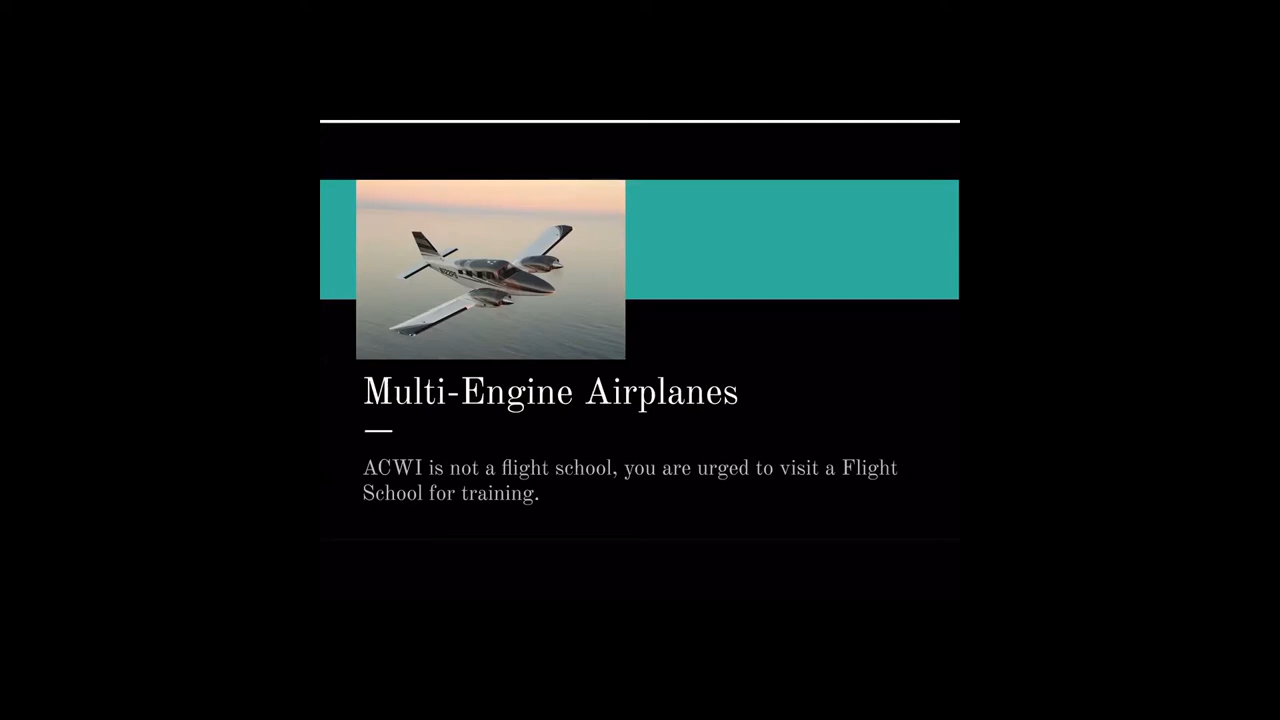 Multi-Engine Airplanes
ACWI is not a flight school, you are urged to visit a Flight
School for training.